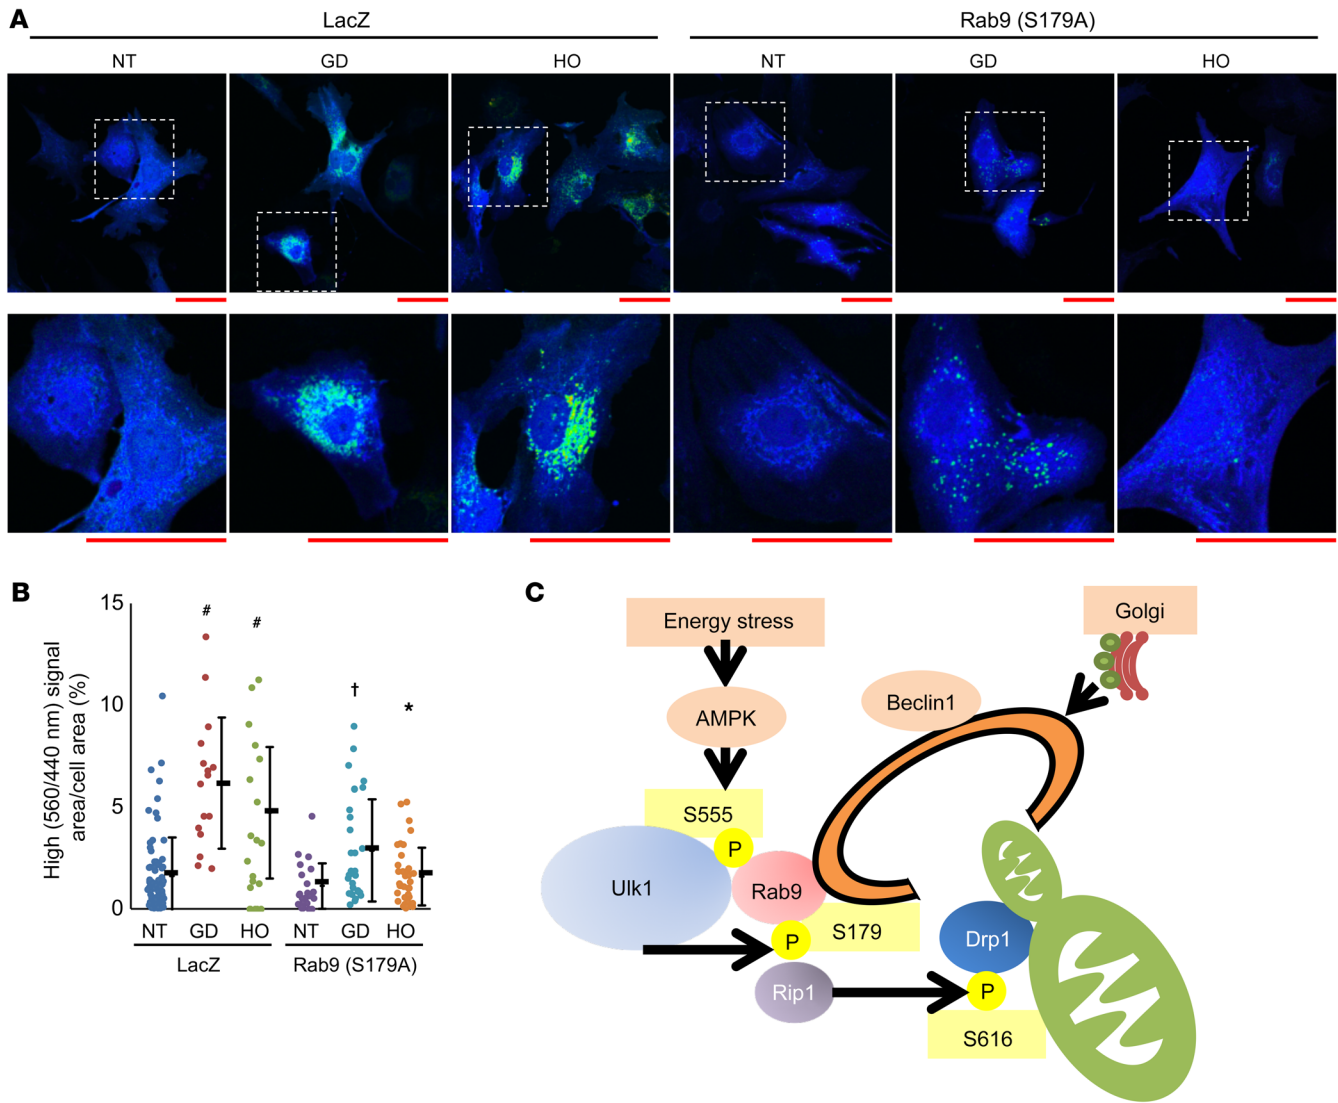 A
LacZ
Rab9 (S179A)
NT
GD
HO
NT
GD
HO
B
High (560/440 nm) signal
area/cell area (%)
15
10
5
0
#
#
†
*
NT
GD
HO
NT
GD
HO
LacZ
Rab9 (S179A)
C
Energy stress
Golgi
AMPK
Beclin1
S555
P
Ulk1
Rab9
S179
P
Drp1
Rip1
P
S616